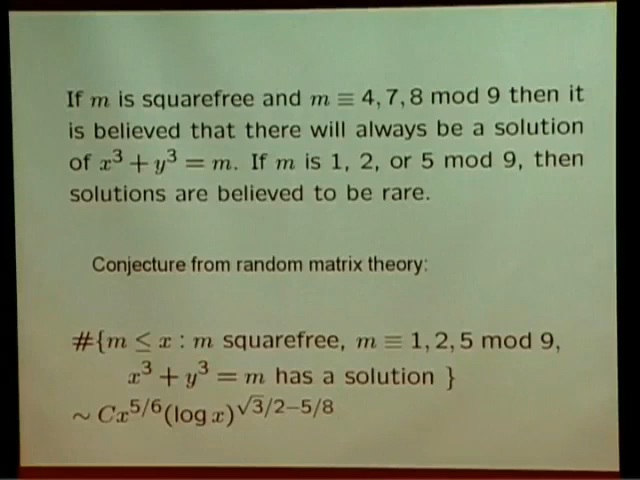 If m is squarefree and m ≡ 4, 7, 8 mod 9 then it
is believed that there will always be a solution
of x³ + y³ = m. If m is 1, 2, or 5 mod 9, then
solutions are believed to be rare.
Conjecture from random matrix theory:
#{m ≤ x : m squarefree, m ≡ 1, 2, 5 mod 9,
x³ + y³ = m has a solution }
∼ Cx^{5/6}(log x)^{√3/2−5/8}